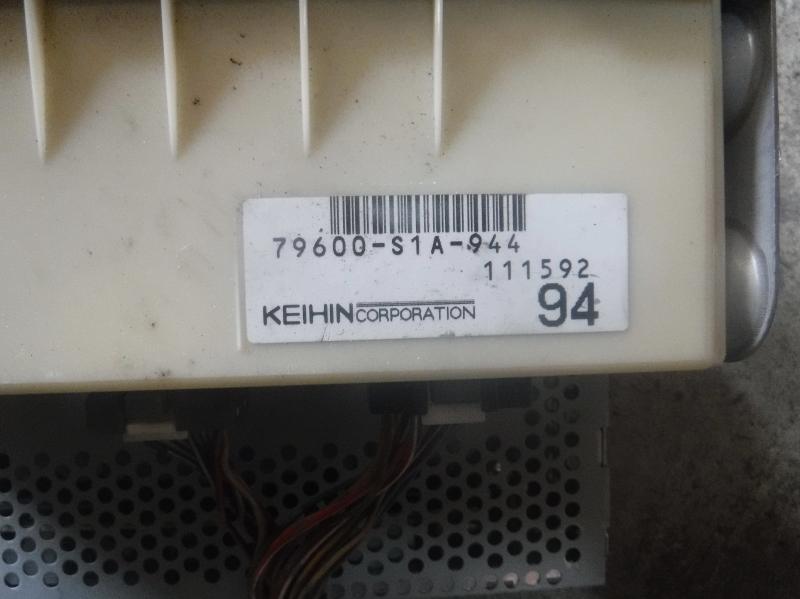 79600-S1A-944
111592
KEIHIN CORPORATION 94